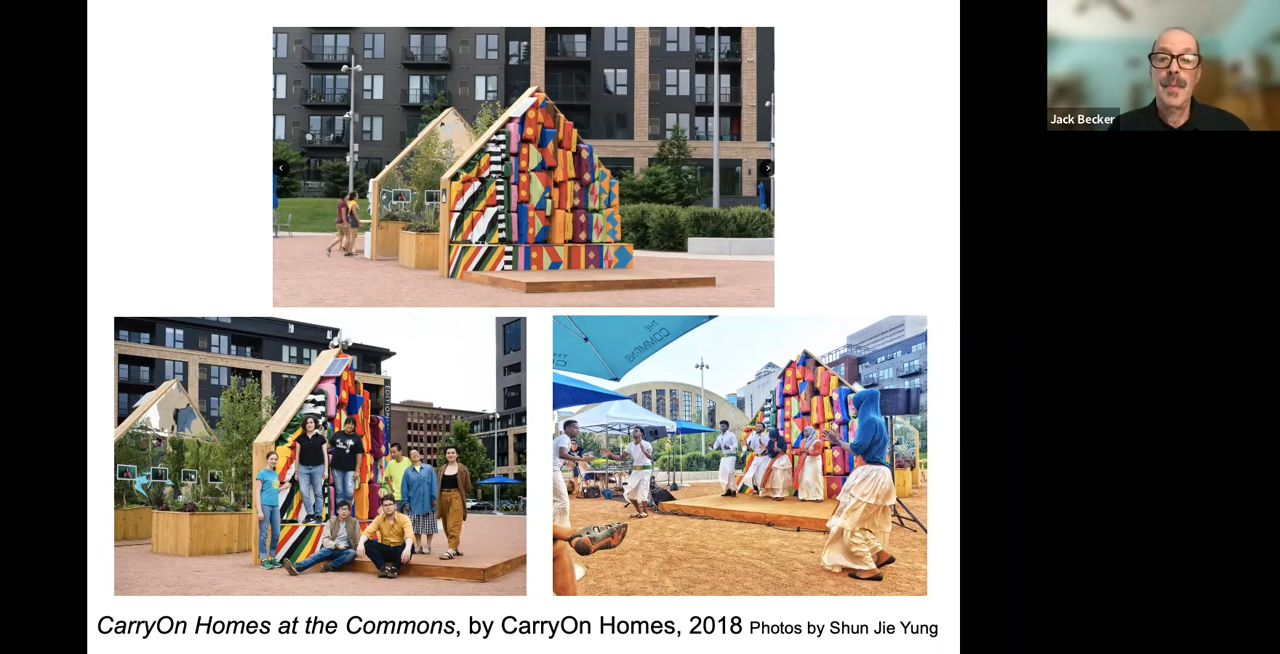 Jack Becker
THE
COMMONS
CarryOn Homes at the Commons, by CarryOn Homes, 2018 Photos by Shun Jie Yung